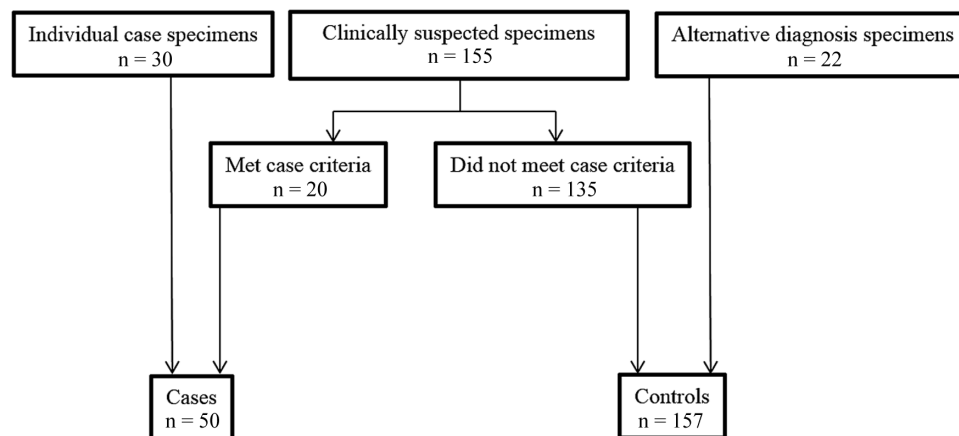 Individual case specimens
n = 30
Clinically suspected specimens
n = 155
Alternative diagnosis specimens
n = 22
Met case criteria
n = 20
Did not meet case criteria
n = 135
Cases
n = 50
Controls
n = 157